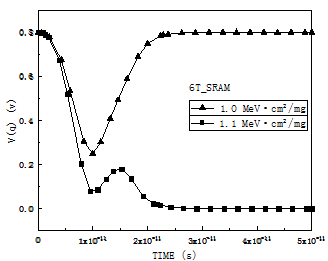 0.8
0.6
0.4
0.2
0.0
V(q) (v)
6T_SRAM
1.0 MeV·cm²/mg
1.1 MeV·cm²/mg
0 1x10⁻¹¹ 2x10⁻¹¹ 3x10⁻¹¹ 4x10⁻¹¹ 5x10⁻¹¹
TIME (s)